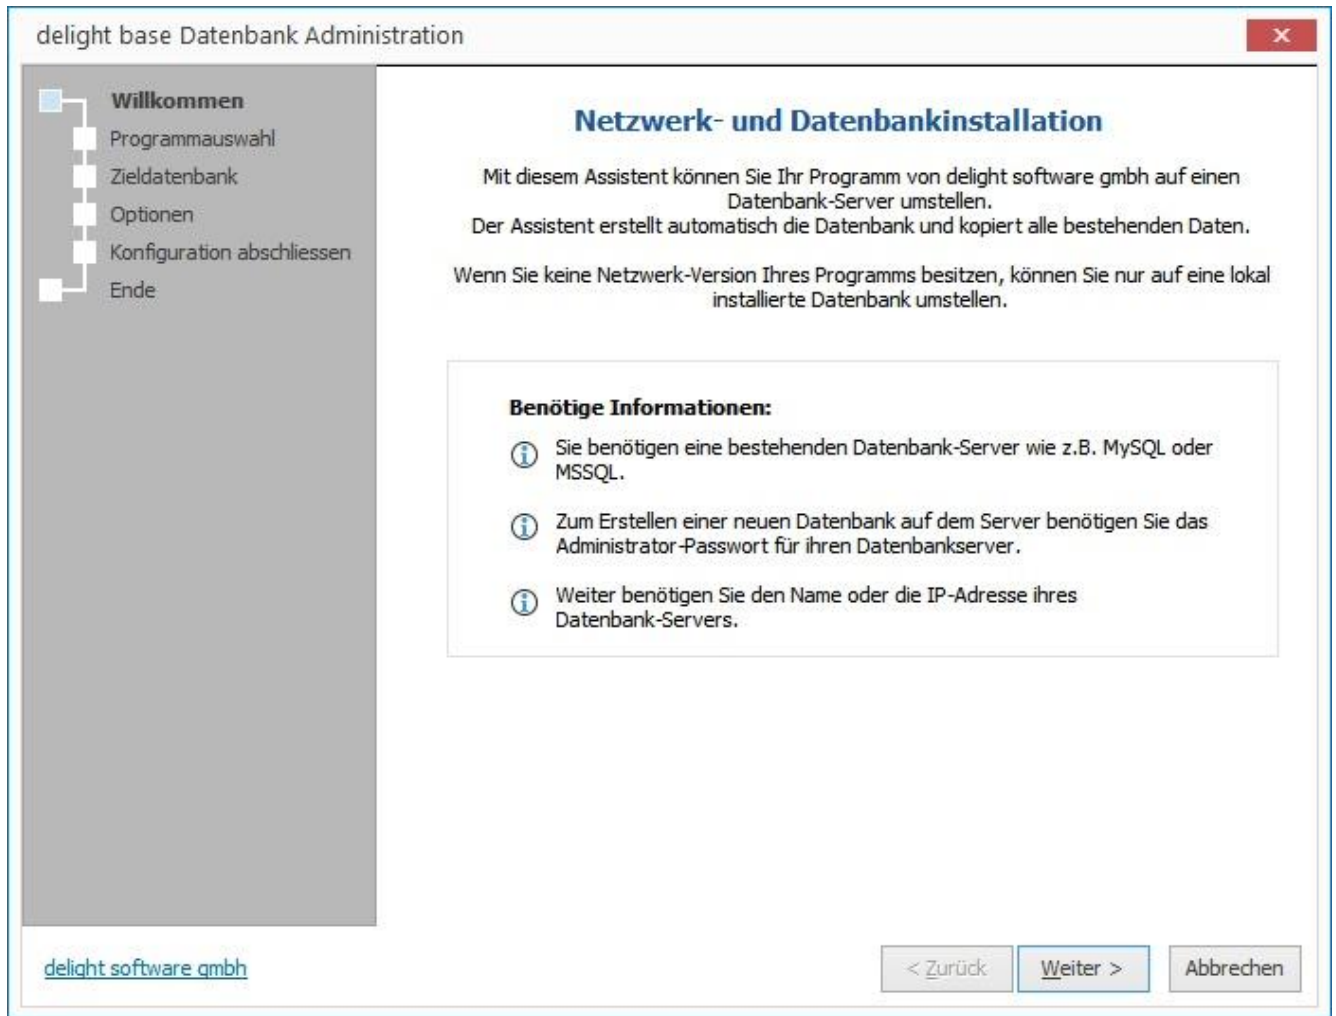 delight base Datenbank Administration
Willkommen
Programmauswahl
Zieldatenbank
Optionen
Konfiguration abschliessen
Ende
Netzwerk- und Datenbankinstallation
Mit diesem Assistent können Sie Ihr Programm von delight software gmbh auf einen
Datenbank-Server umstellen.
Der Assistent erstellt automatisch die Datenbank und kopiert alle bestehenden Daten.
Wenn Sie keine Netzwerk-Version Ihres Programms besitzen, können Sie nur auf eine lokal
installierte Datenbank umstellen.
Benötige Informationen:
Sie benötigen eine bestehenden Datenbank-Server wie z.B. MySQL oder
MSSQL.
Zum Erstellen einer neuen Datenbank auf dem Server benötigen Sie das
Administrator-Passwort für ihren Datenbankserver.
Weiter benötigen Sie den Name oder die IP-Adresse ihres
Datenbank-Servers.
delight software gmbh
< Zurück
Weiter >
Abbrechen